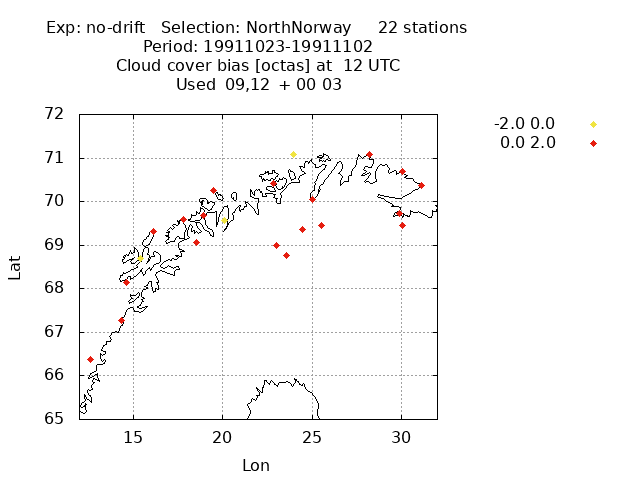 Exp: no-drift   Selection: NorthNorway     22 stations
Period: 19911023-19911102
Cloud cover bias [octas] at  12 UTC
Used  09,12  + 00 03
-2.0 0.0
0.0 2.0
72
71
70
69
68
67
66
65
Lat
15 20 25 30
Lon